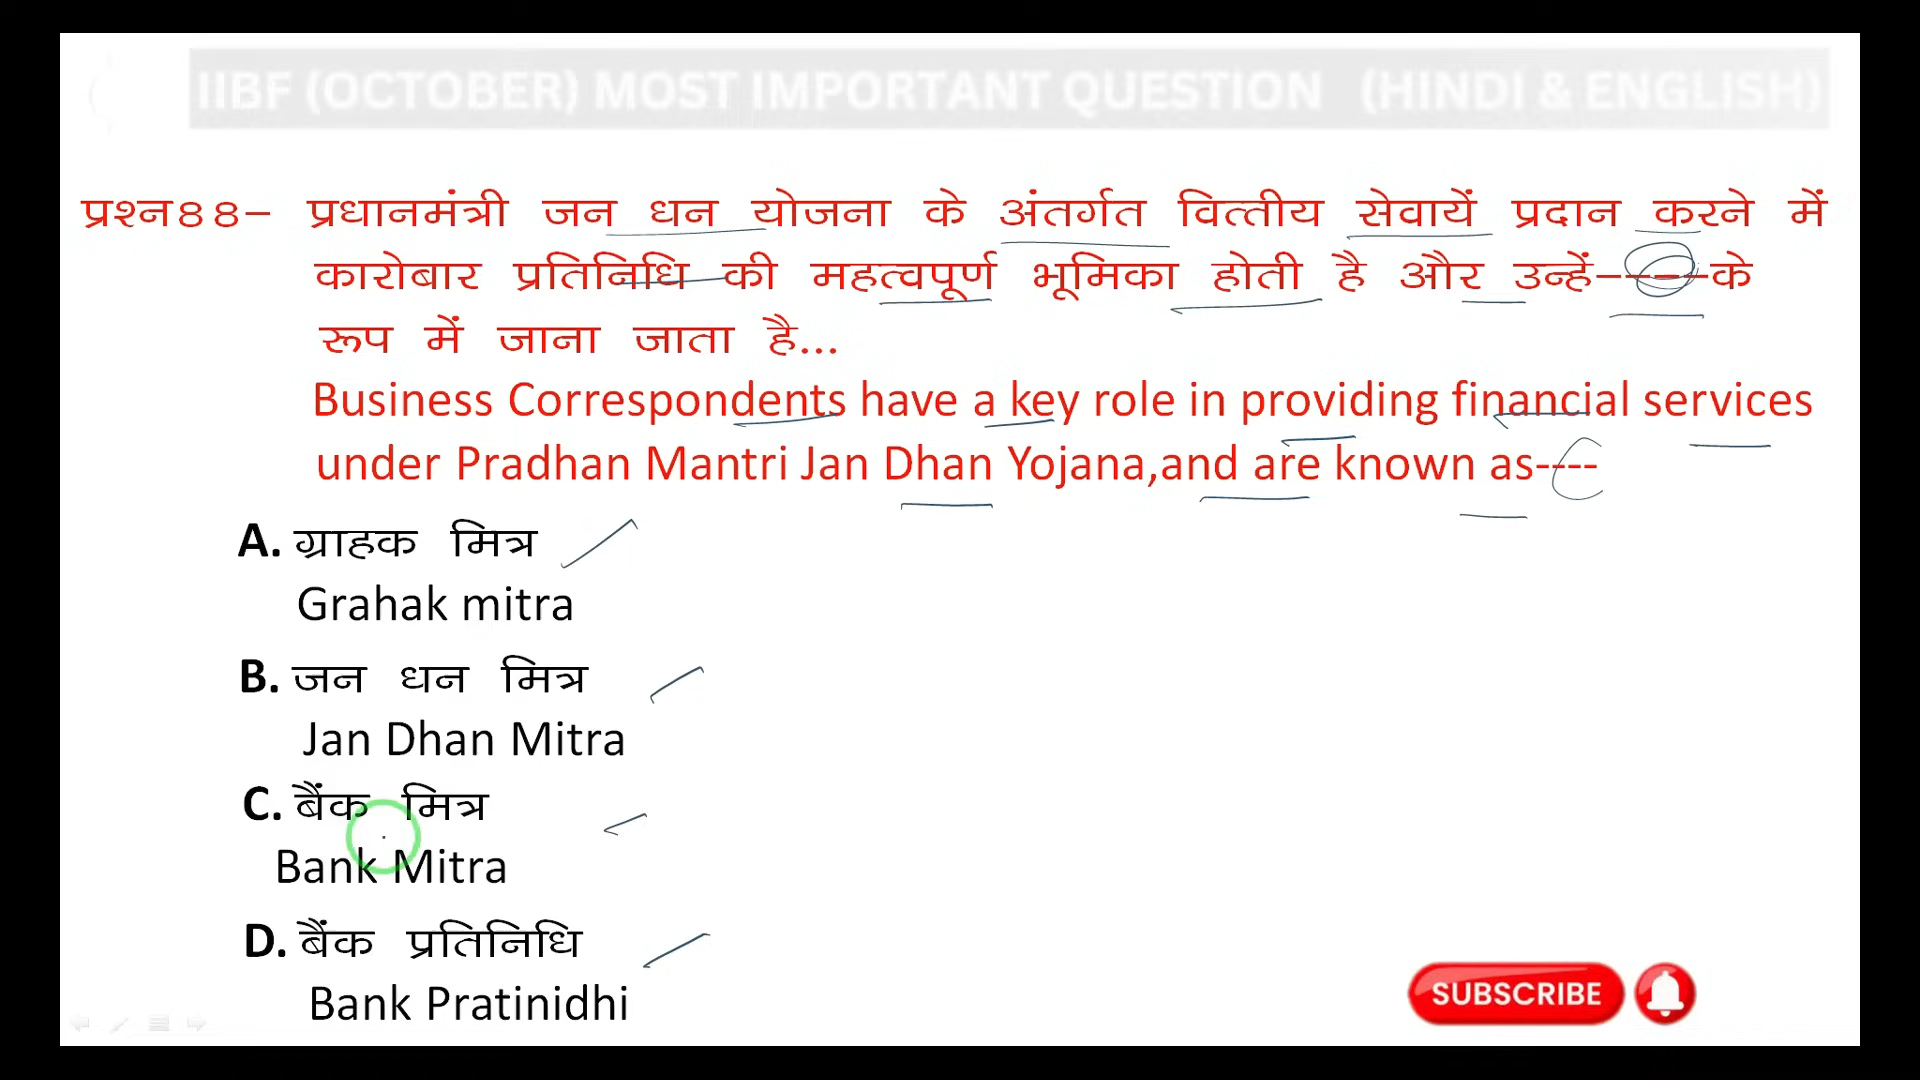 IIBF (OCTOBER) MOST IMPORTANT QUESTION (HINDI & ENGLISH)
प्रश्न88- प्रधानमंत्री जन धन योजना के अंतर्गत वित्तीय सेवायें प्रदान करने में
कारोबार प्रतिनिधि की महत्वपूर्ण भूमिका होती है और उन्हें-----के
रूप में जाना जाता है...
Business Correspondents have a key role in providing financial services
under Pradhan Mantri Jan Dhan Yojana,and are known as----
A. ग्राहक मित्र
Grahak mitra
B. जन धन मित्र
Jan Dhan Mitra
C. बैंक मित्र
Bank Mitra
D. बैंक प्रतिनिधि
Bank Pratinidhi
SUBSCRIBE